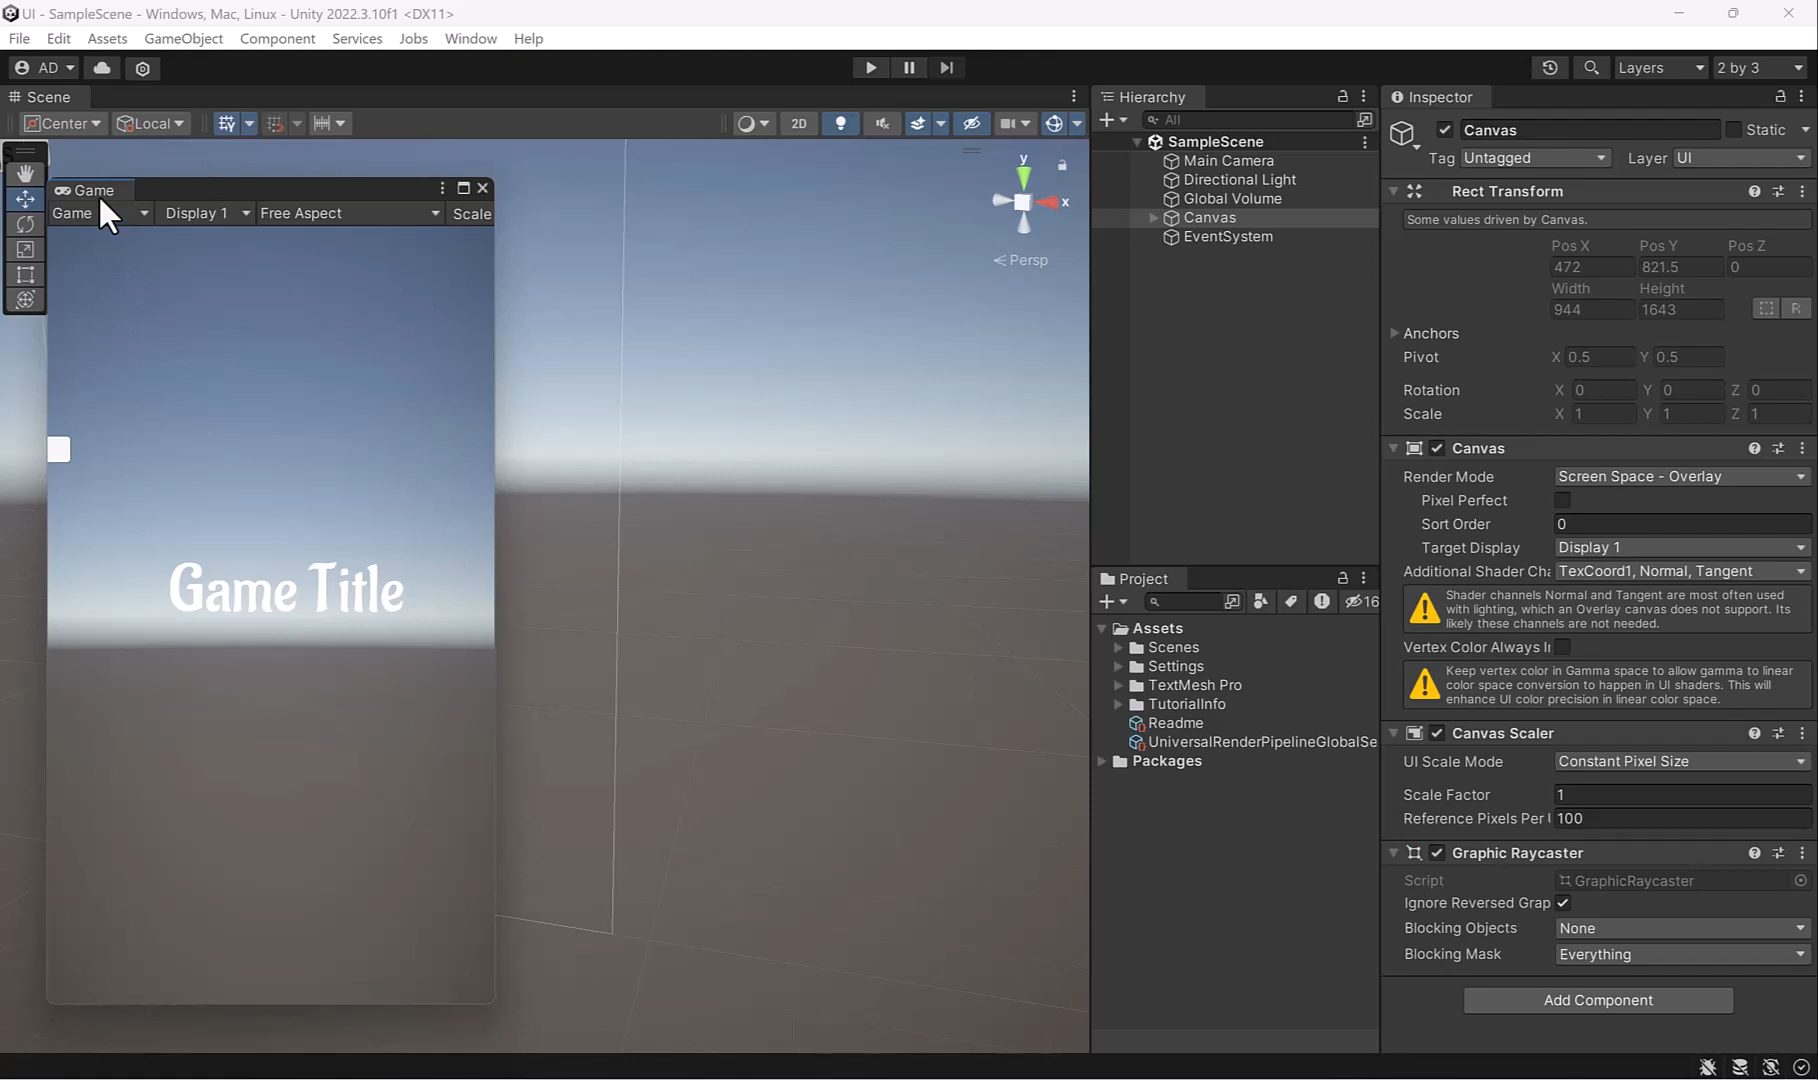 UI - SampleScene - Windows, Mac, Linux - Unity 2022.3.10f1 <DX11>
File Edit Assets GameObject Component Services Jobs Window Help
AD
Layers
2 by 3
Scene
Center
Local
2D
y
x
Persp
Game
Game
Display 1
Free Aspect
Scale
Game Title
Hierarchy
All
SampleScene
Main Camera
Directional Light
Global Volume
Canvas
EventSystem
Project
16
Assets
Scenes
Settings
TextMesh Pro
TutorialInfo
Readme
UniversalRenderPipelineGlobalSe
Packages
Inspector
Canvas
Static
Tag Untagged Layer UI
Rect Transform
Some values driven by Canvas.
Pos X Pos Y Pos Z
472 821.5 0
Width Height
944 1643
R
Anchors
Pivot X 0.5 Y 0.5
Rotation X 0 Y 0 Z 0
Scale X 1 Y 1 Z 1
Canvas
Render Mode Screen Space - Overlay
Pixel Perfect
Sort Order 0
Target Display Display 1
Additional Shader Cha TexCoord1, Normal, Tangent
Shader channels Normal and Tangent are most often used
with lighting, which an Overlay canvas does not support. Its
likely these channels are not needed.
Vertex Color Always I
Keep vertex color in Gamma space to allow gamma to linear
color space conversion to happen in UI shaders. This will
enhance UI color precision in linear color space.
Canvas Scaler
UI Scale Mode Constant Pixel Size
Scale Factor 1
Reference Pixels Per 100
Graphic Raycaster
Script GraphicRaycaster
Ignore Reversed Grap
Blocking Objects None
Blocking Mask Everything
Add Component